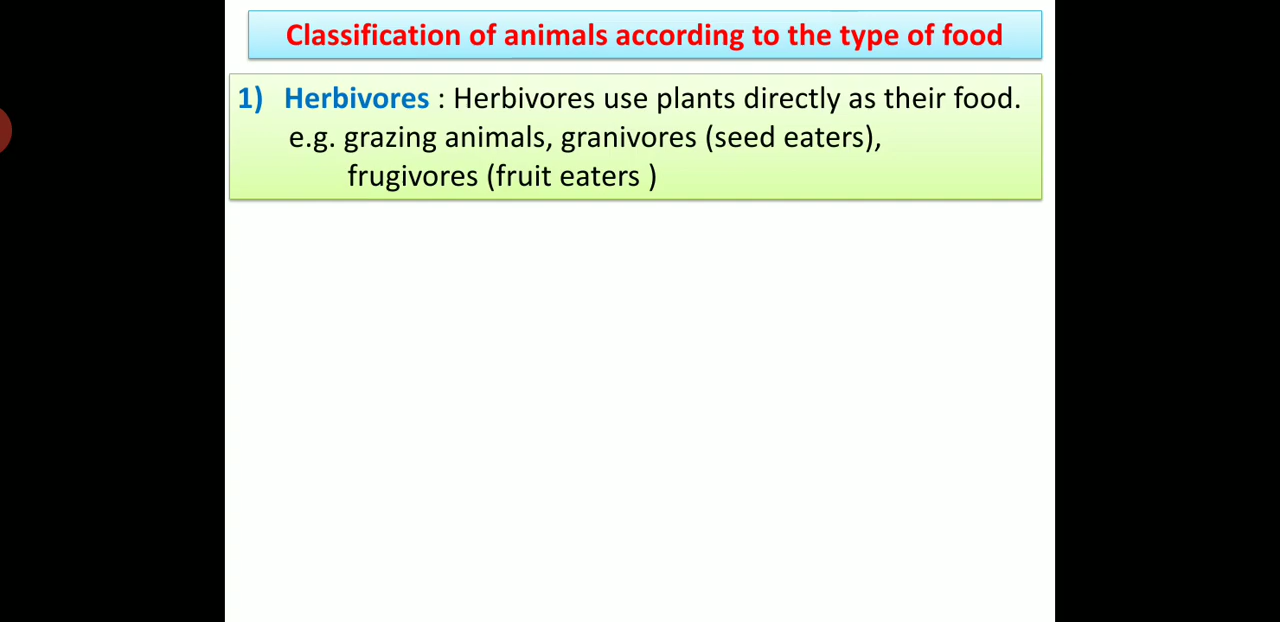 Classification of animals according to the type of food
1) Herbivores : Herbivores use plants directly as their food.
e.g. grazing animals, granivores (seed eaters),
frugivores (fruit eaters )